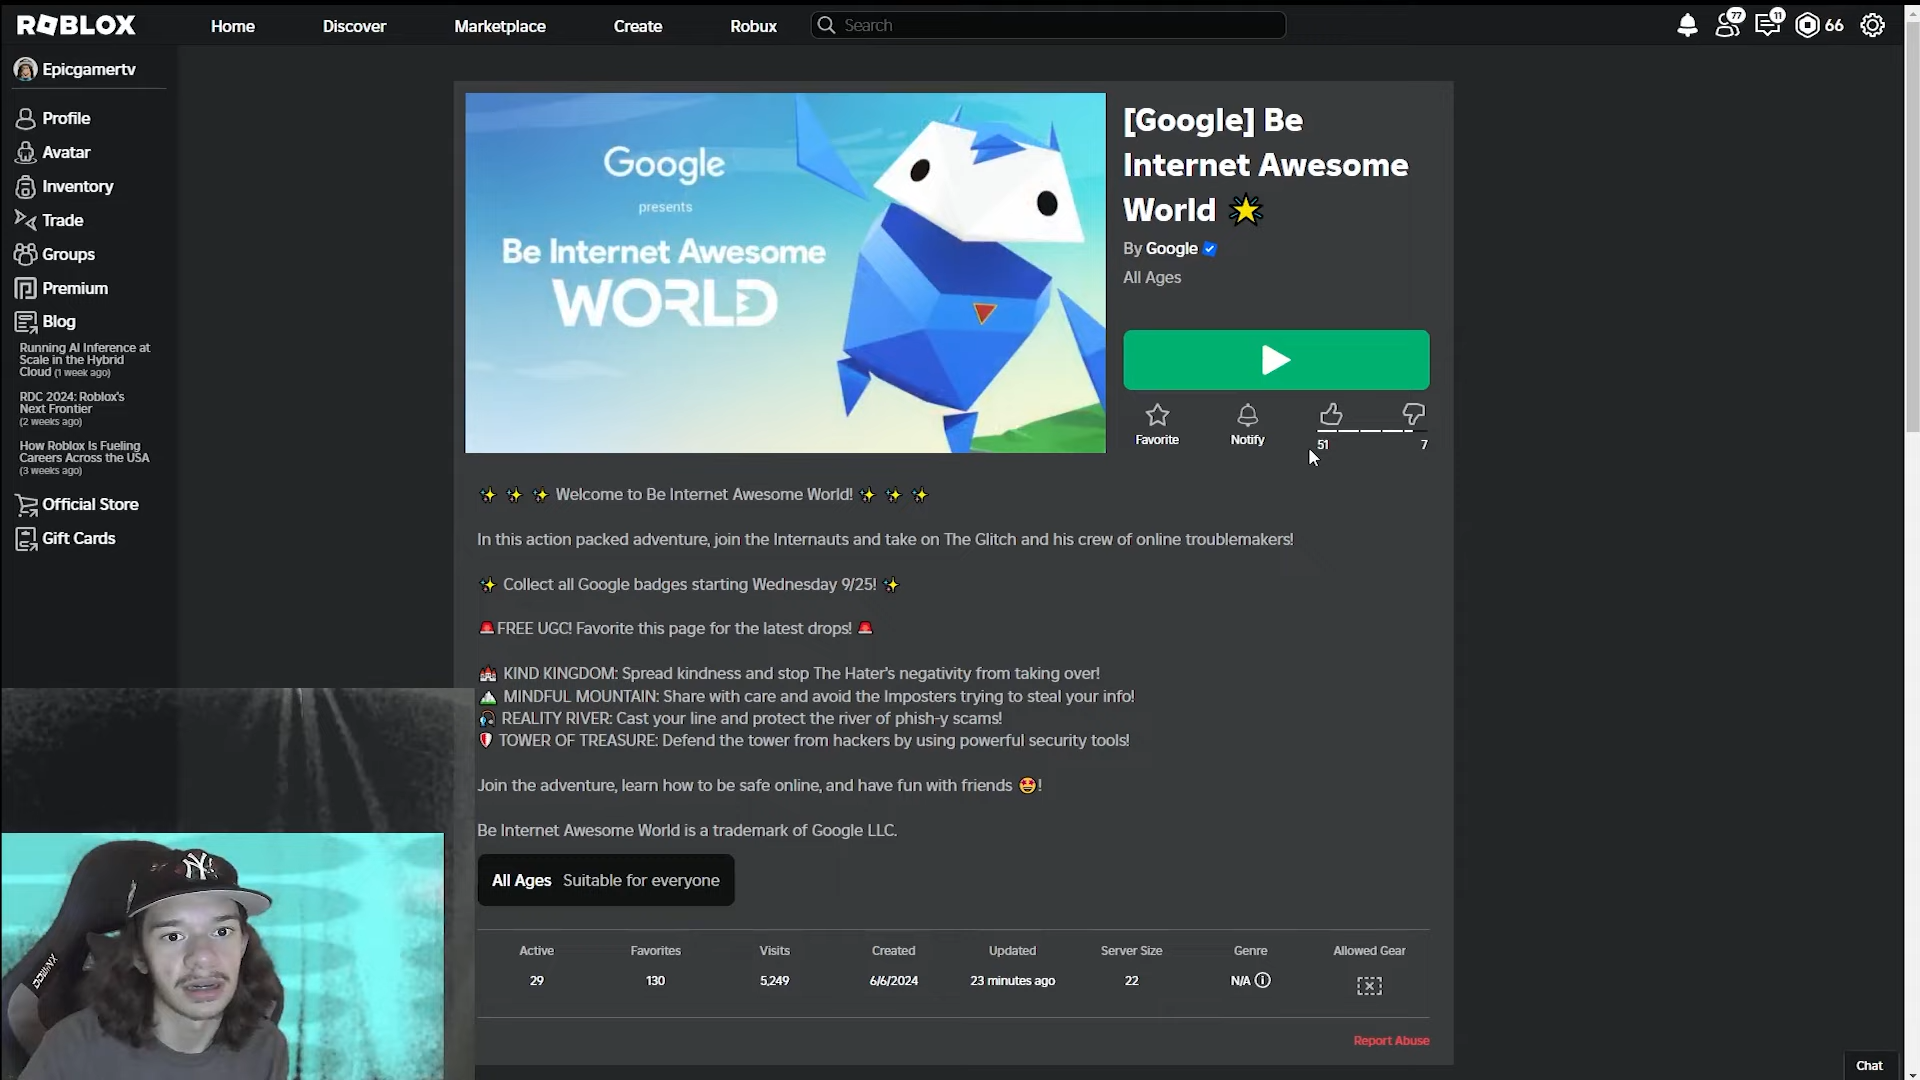 ROBLOX
Home
Discover
Marketplace
Create
Robux
Search
77
11
66
Epicgamertv
Profile
Avatar
Inventory
Trade
Groups
Premium
Blog
Running AI Inference at
Scale in the Hybrid
Cloud (1 week ago)
RDC 2024: Roblox's
Next Frontier
(2 weeks ago)
How Roblox Is Fueling
Careers Across the USA
(3 weeks ago)
Official Store
Gift Cards
Google
presents
Be Internet Awesome
WORLD
[Google] Be
Internet Awesome
World
By Google
All Ages
Favorite
Notify
51
7
Welcome to Be Internet Awesome World!
In this action packed adventure, join the Internauts and take on The Glitch and his crew of online troublemakers!
Collect all Google badges starting Wednesday 9/25!
FREE UGC! Favorite this page for the latest drops!
KIND KINGDOM: Spread kindness and stop The Hater's negativity from taking over!
MINDFUL MOUNTAIN: Share with care and avoid the Imposters trying to steal your info!
REALITY RIVER: Cast your line and protect the river of phish-y scams!
TOWER OF TREASURE: Defend the tower from hackers by using powerful security tools!
Join the adventure, learn how to be safe online, and have fun with friends 🤩!
Be Internet Awesome World is a trademark of Google LLC.
All Ages Suitable for everyone
Active Favorites Visits Created Updated Server Size Genre Allowed Gear
29 130 5,249 6/6/2024 23 minutes ago 22 N/A
Report Abuse
Chat
NY